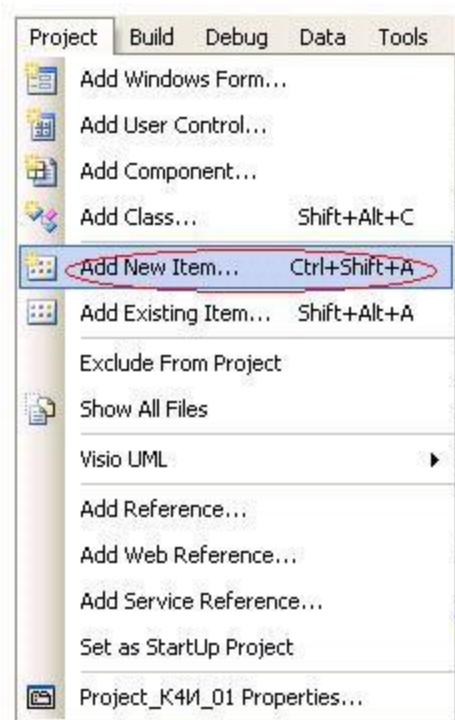 Project Build Debug Data Tools
Add Windows Form...
Add User Control...
Add Component...
Add Class... Shift+Alt+C
Add New Item... Ctrl+Shift+A
Add Existing Item... Shift+Alt+A
Exclude From Project
Show All Files
Visio UML
Add Reference...
Add Web Reference...
Add Service Reference...
Set as StartUp Project
Project_К4И_01 Properties...